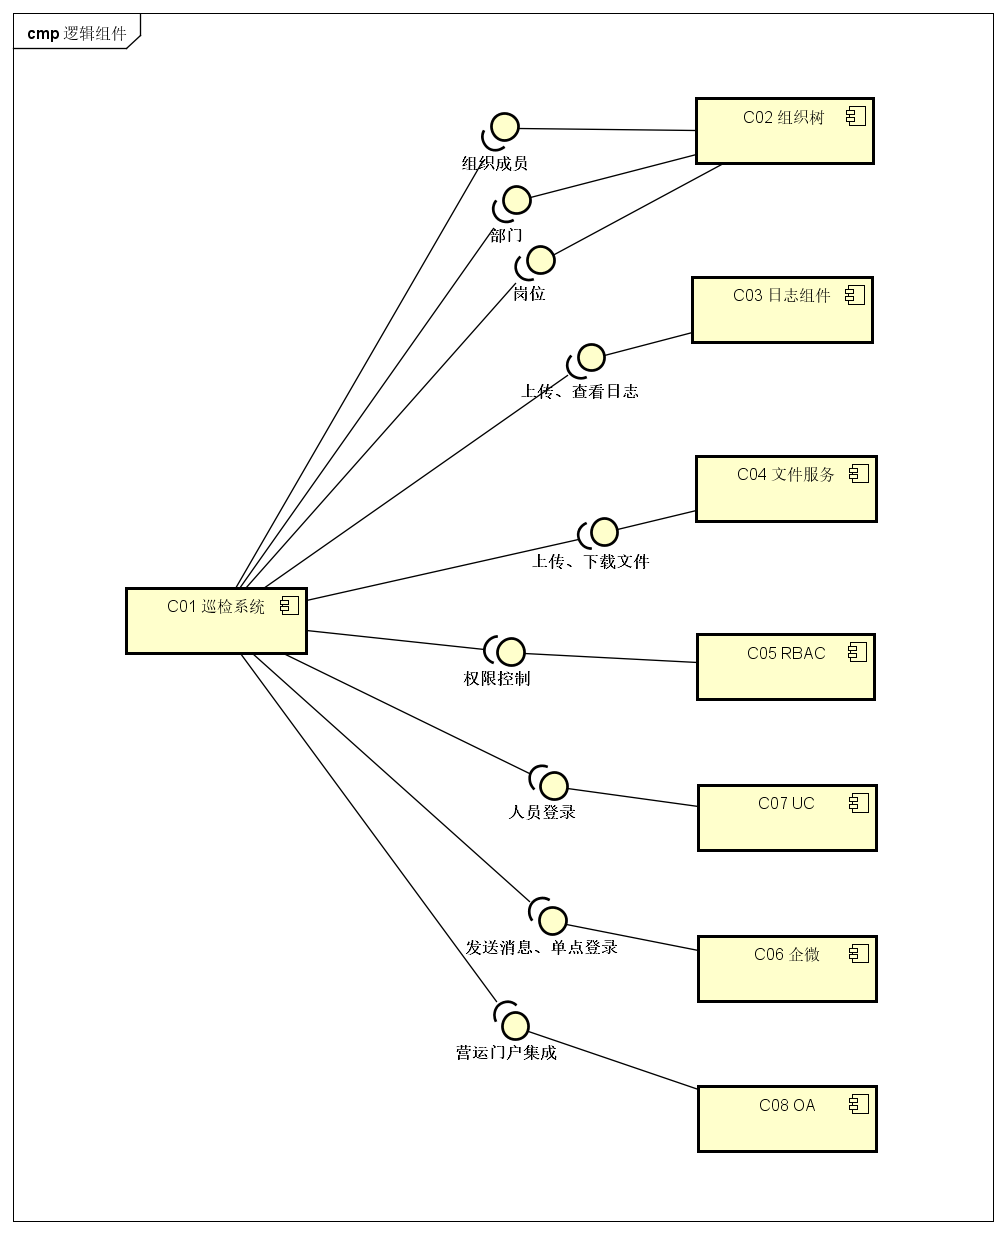 cmp 逻辑组件
C02 组织树
组织成员
部门
岗位
C03 日志组件
上传、查看日志
C04 文件服务
上传、下载文件
C01 巡检系统
C05 RBAC
权限控制
C07 UC
人员登录
发送消息、单点登录
C06 企微
营运门户集成
C08 OA